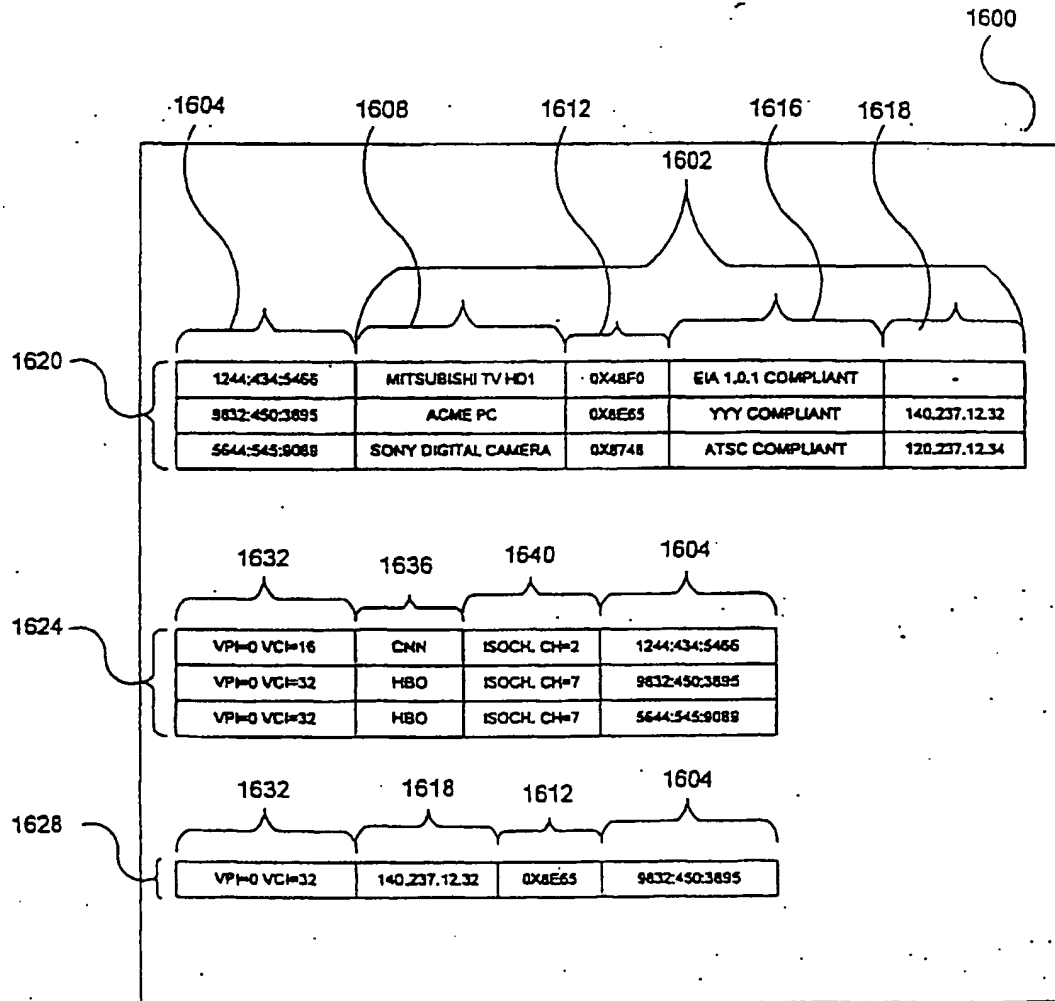 1600
1604 1608 1612 1616 1618
1602
1620
1244:434:5466 MITSUBISHI TV HD1 0X48F0 EIA 1.0.1 COMPLIANT -
9832:450:3895 ACME PC 0X8E65 YYY COMPLIANT 140.237.12.32
5644:545:9089 SONY DIGITAL CAMERA 0X8748 ATSC COMPLIANT 120.237.12.34
1632 1636 1640 1604
1624
VPI=0 VCI=16 CNN ISOCH. CH=2 1244:434:5466
VPI=0 VCI=32 HBO ISOCH. CH=7 9832:450:3895
VPI=0 VCI=32 HBO ISOCH. CH=7 5644:545:9089
1632 1618 1612 1604
1628
VPI=0 VCI=32 140.237.12.32 0X8E65 9832:450:3895